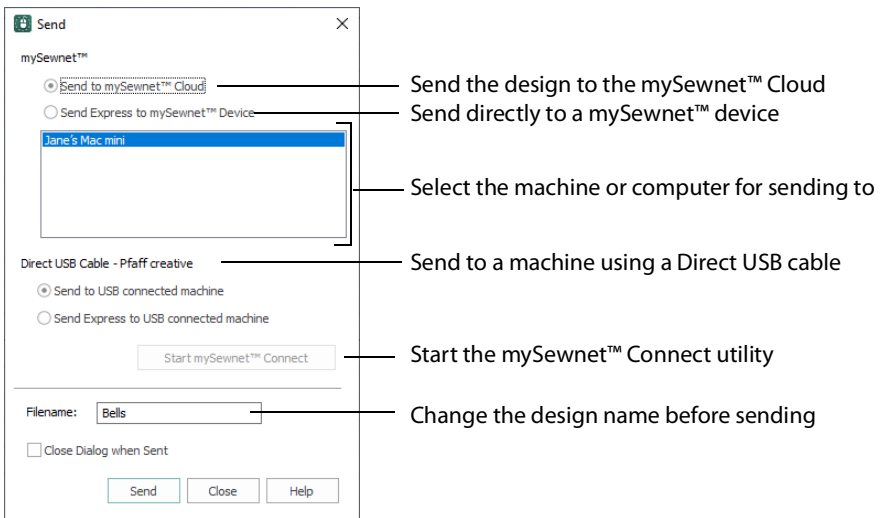 Send
mySewnet™
Send to mySewnet™ Cloud
Send the design to the mySewnet™ Cloud
Send Express to mySewnet™ Device
Send directly to a mySewnet™ device
Jane's Mac mini
Select the machine or computer for sending to
Direct USB Cable - Pfaff creative
Send to a machine using a Direct USB cable
Send to USB connected machine
Send Express to USB connected machine
Start mySewnet™ Connect
Start the mySewnet™ Connect utility
Filename: Bells
Change the design name before sending
Close Dialog when Sent
Send Close Help